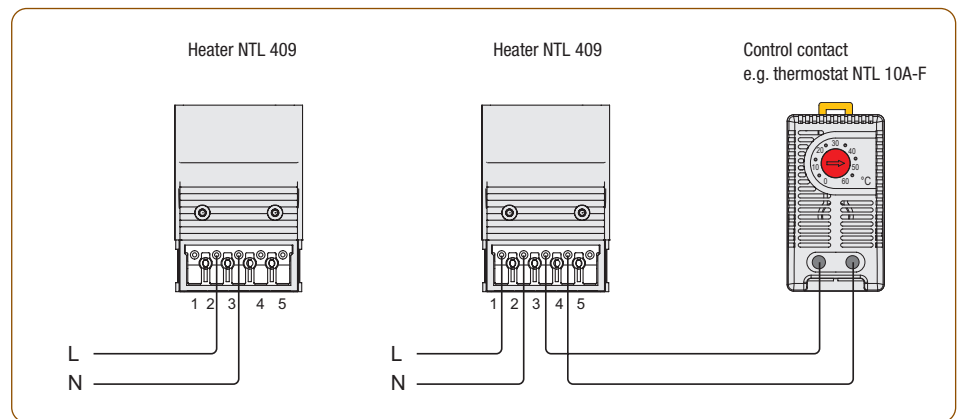 Heater NTL 409
Heater NTL 409
Control contact
e.g. thermostat NTL 10A-F
0 10 20 30 40 50 60 °C
1 2 3 4 5
1 2 3 4 5
L
N
L
N